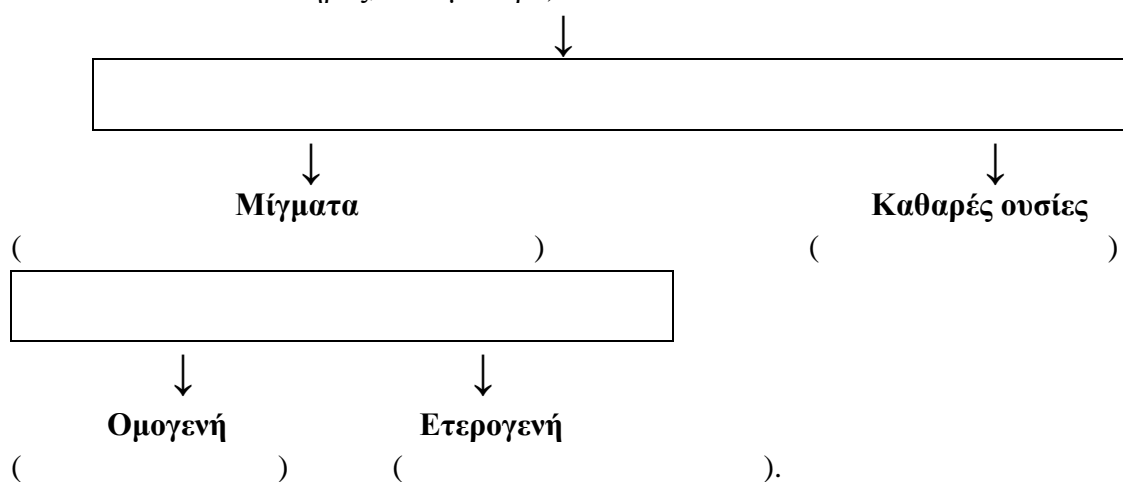 ↓
↓ ↓
Μίγματα Καθαρές ουσίες
( ) ( )
↓ ↓
Ομογενή Ετερογενή
( ) ( ).